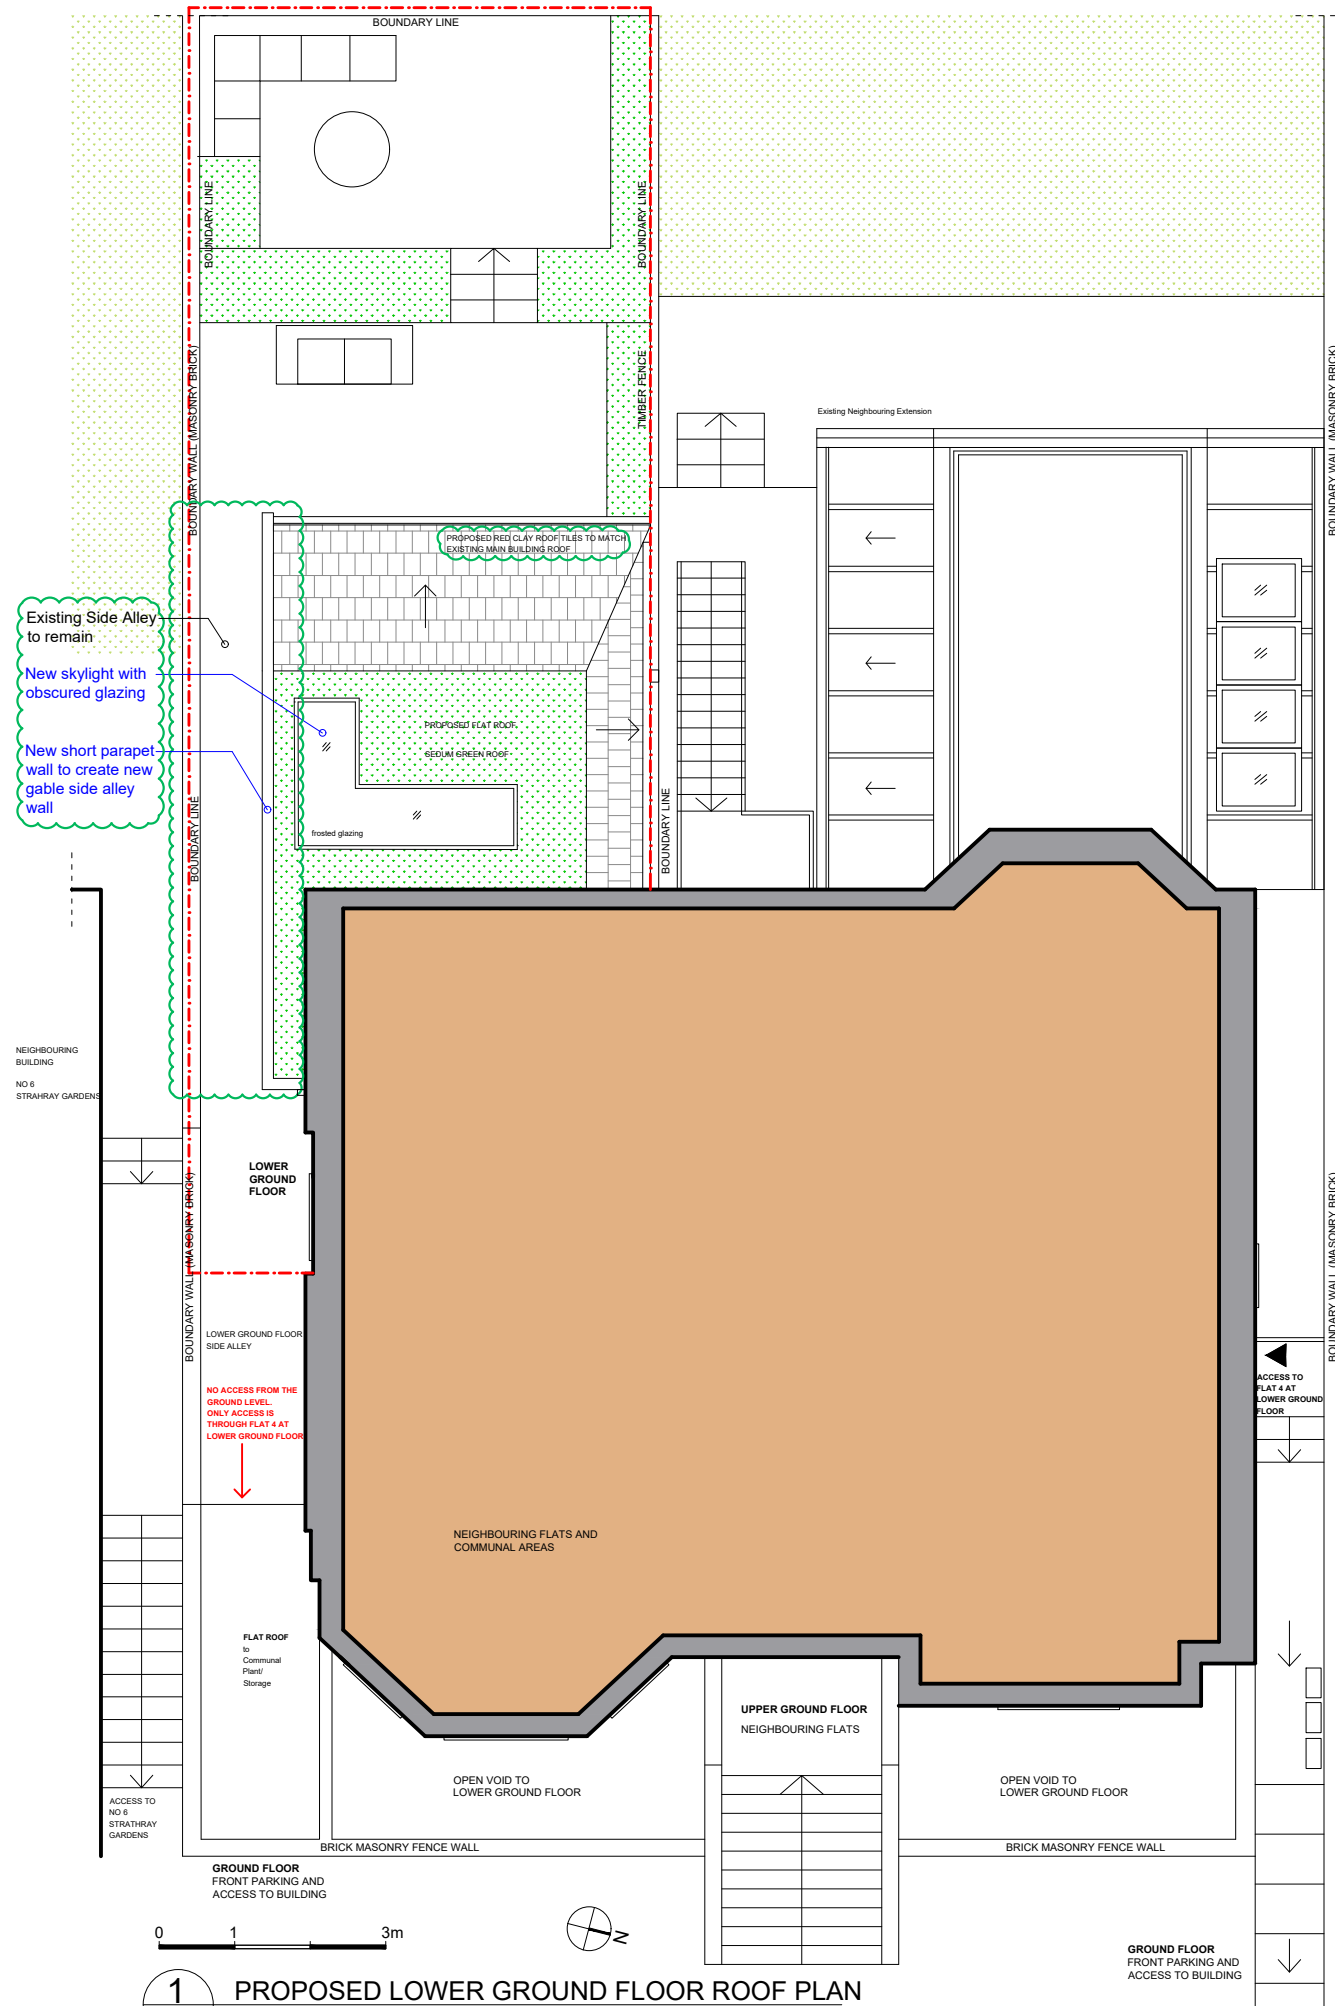 BOUNDARY LINE
BOUNDARY LINE
BOUNDARY LINE
BOUNDARY WALL (MASONRY BRICK)
TIMBER FENCE
BOUNDARY WALL (MASONRY BRICK)
Existing Neighbouring Extension
PROPOSED RED CLAY ROOF TILES TO MATCH
EXISTING MAIN BUILDING ROOF
Existing Side Alley
to remain
New skylight with
obscured glazing
New short parapet
wall to create new
gable side alley
wall
PROPOSED FLAT ROOF
SEDUM GREEN ROOF
frosted glazing
BOUNDARY LINE
BOUNDARY LINE
NEIGHBOURING
BUILDING
NO 6
STRAHRAY GARDENS
LOWER
GROUND
FLOOR
BOUNDARY WALL (MASONRY BRICK)
BOUNDARY WALL (MASONRY BRICK)
LOWER GROUND FLOOR
SIDE ALLEY
NO ACCESS FROM THE
GROUND LEVEL.
ONLY ACCESS IS
THROUGH FLAT 4 AT
LOWER GROUND FLOOR
ACCESS TO
FLAT 4 AT
LOWER GROUND
FLOOR
NEIGHBOURING FLATS AND
COMMUNAL AREAS
FLAT ROOF
to
Communal
Plant/
Storage
UPPER GROUND FLOOR
NEIGHBOURING FLATS
OPEN VOID TO
LOWER GROUND FLOOR
OPEN VOID TO
LOWER GROUND FLOOR
ACCESS TO
NO 6
STRATHRAY
GARDENS
BRICK MASONRY FENCE WALL
BRICK MASONRY FENCE WALL
GROUND FLOOR
FRONT PARKING AND
ACCESS TO BUILDING
0 1 3m
N
GROUND FLOOR
FRONT PARKING AND
ACCESS TO BUILDING
1 PROPOSED LOWER GROUND FLOOR ROOF PLAN